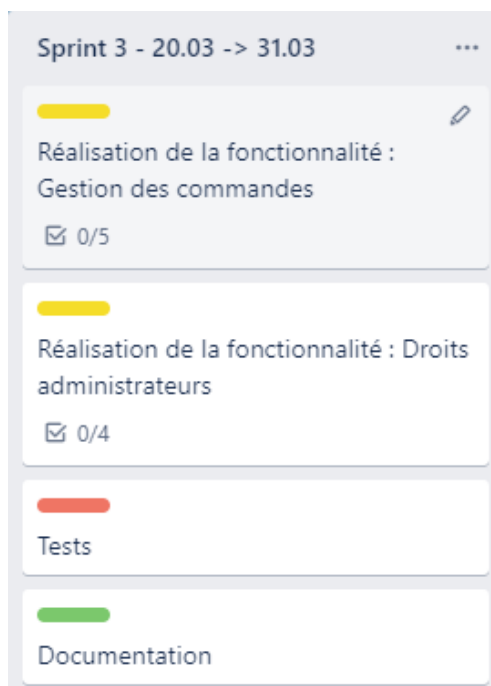 Sprint 3 - 20.03 -> 31.03
Réalisation de la fonctionnalité :
Gestion des commandes
0/5
Réalisation de la fonctionnalité : Droits
administrateurs
0/4
Tests
Documentation